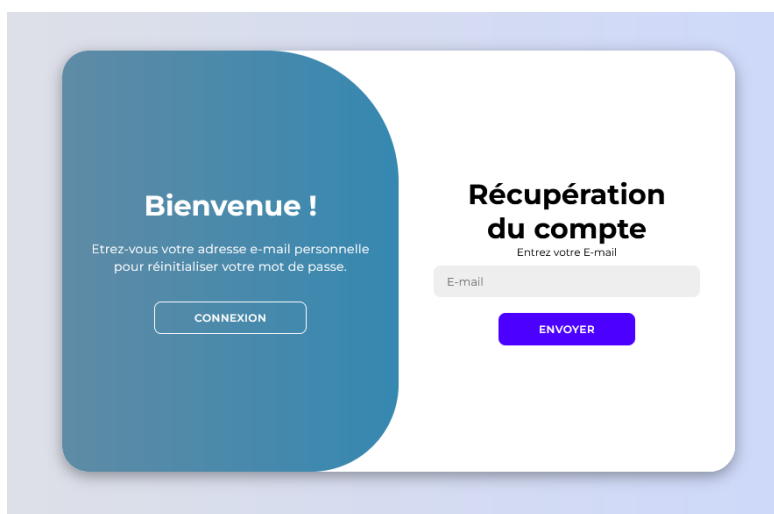 Bienvenue !
Etrez-vous votre adresse e-mail personnelle
pour réinitialiser votre mot de passe.
CONNEXION
Récupération
du compte
Entrez votre E-mail
E-mail
ENVOYER